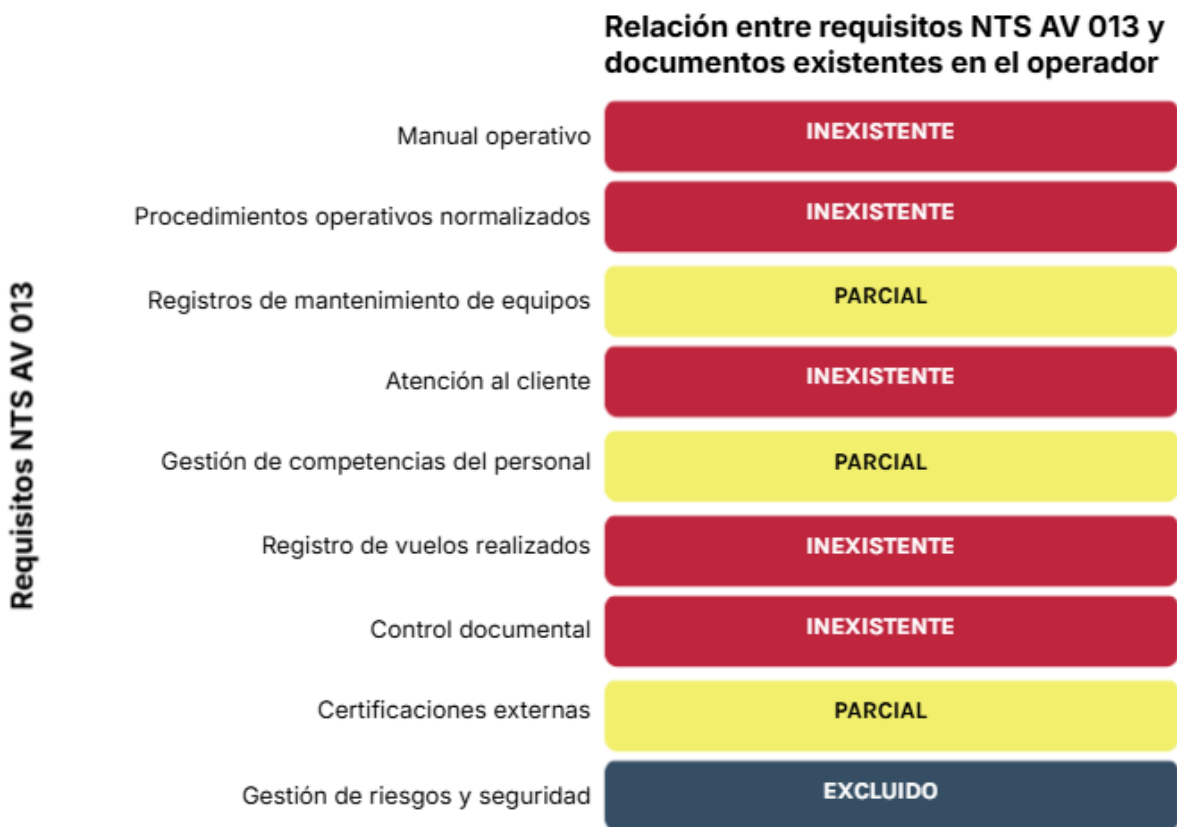 Relación entre requisitos NTS AV 013 y
documentos existentes en el operador
Requisitos NTS AV 013
Manual operativo
INEXISTENTE
Procedimientos operativos normalizados
INEXISTENTE
Registros de mantenimiento de equipos
PARCIAL
Atención al cliente
INEXISTENTE
Gestión de competencias del personal
PARCIAL
Registro de vuelos realizados
INEXISTENTE
Control documental
INEXISTENTE
Certificaciones externas
PARCIAL
Gestión de riesgos y seguridad
EXCLUIDO